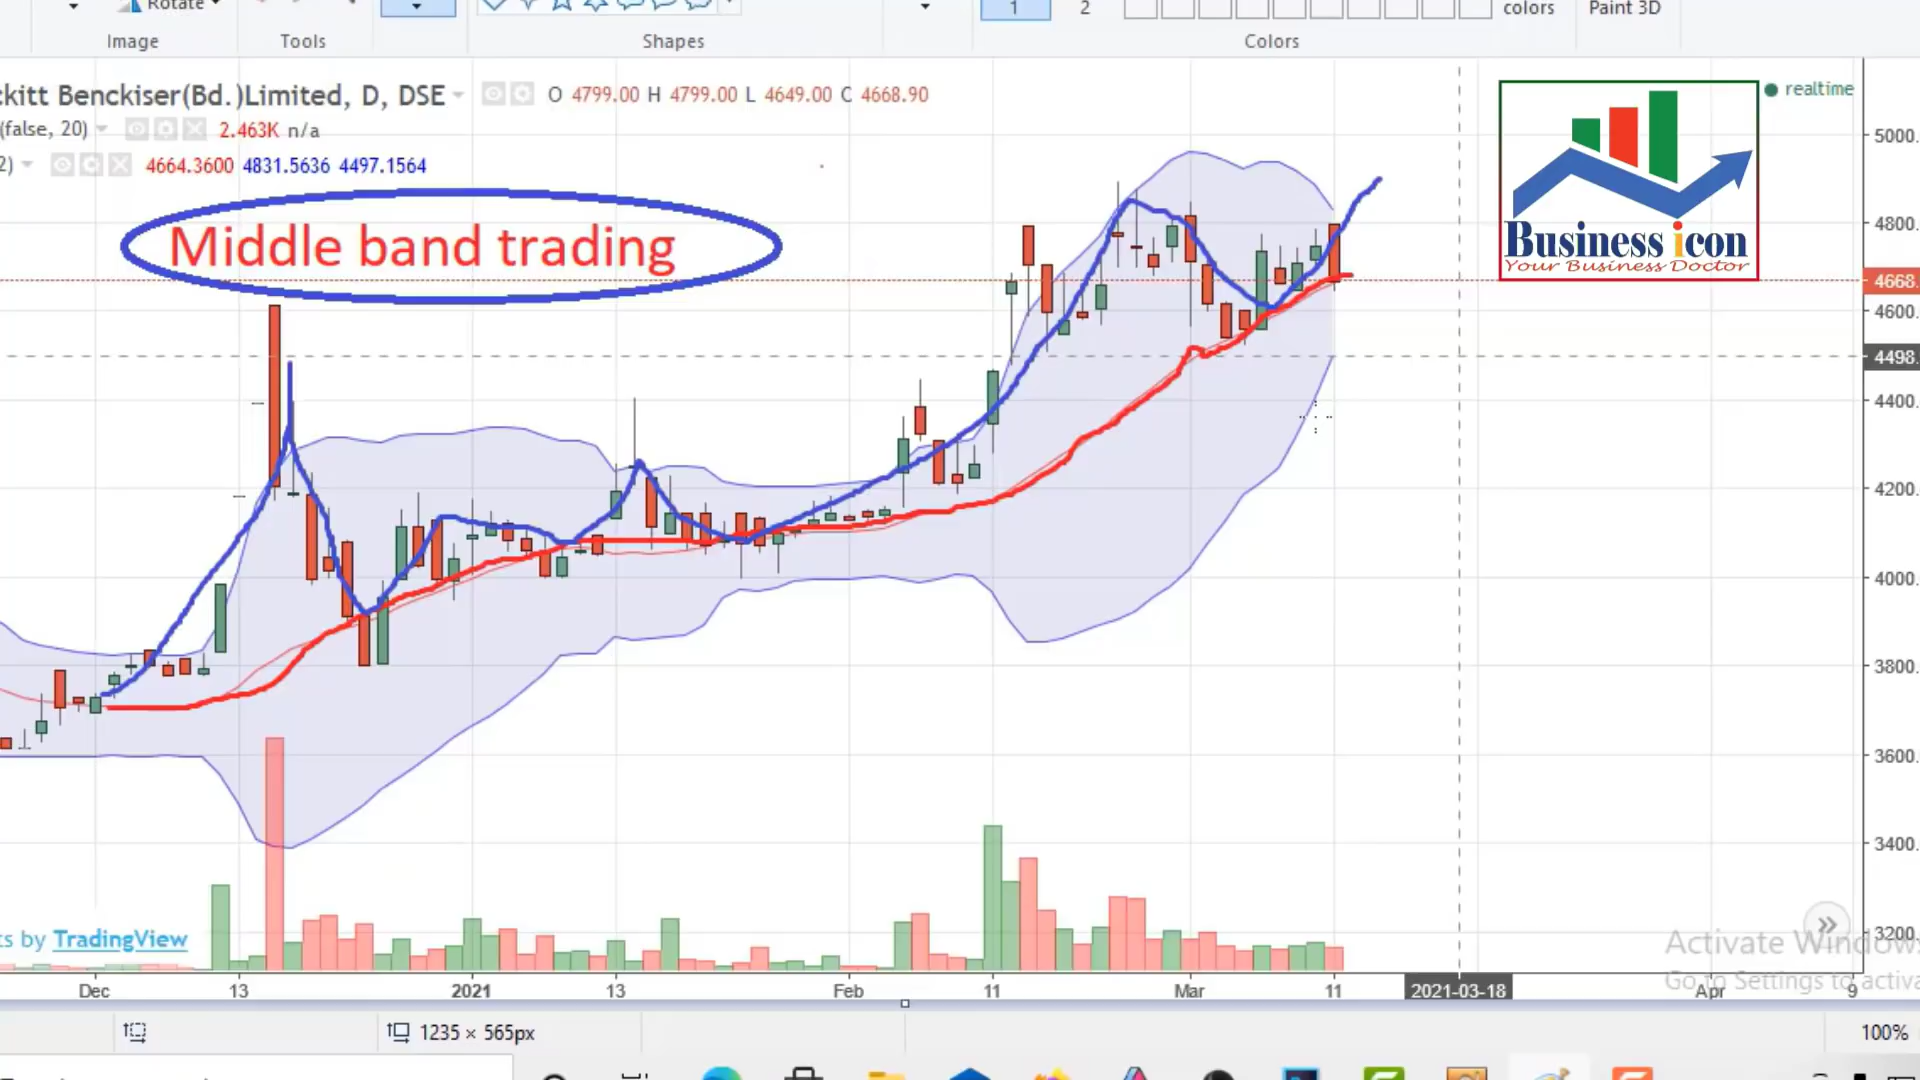 Rotate
1 2 colors Paint 3D
Image Tools Shapes Colors
ckitt Benckiser(Bd.)Limited, D, DSE O 4799.00 H 4799.00 L 4649.00 C 4668.90
realtime
(false, 20) 2.463K n/a
2) 4664.3600 4831.5636 4497.1564
Middle band trading
Business icon
Your Business Doctor
5000.
4800.
4668.
4600.
4498.
4400.
4200.
4000.
3800.
3600.
3400.
3200.
ts by TradingView
Activate Windows
Go to Settings to activa
Dec 13 2021 13 Feb 11 Mar 11 2021-03-18 Apr 9
1235 × 565px
100%